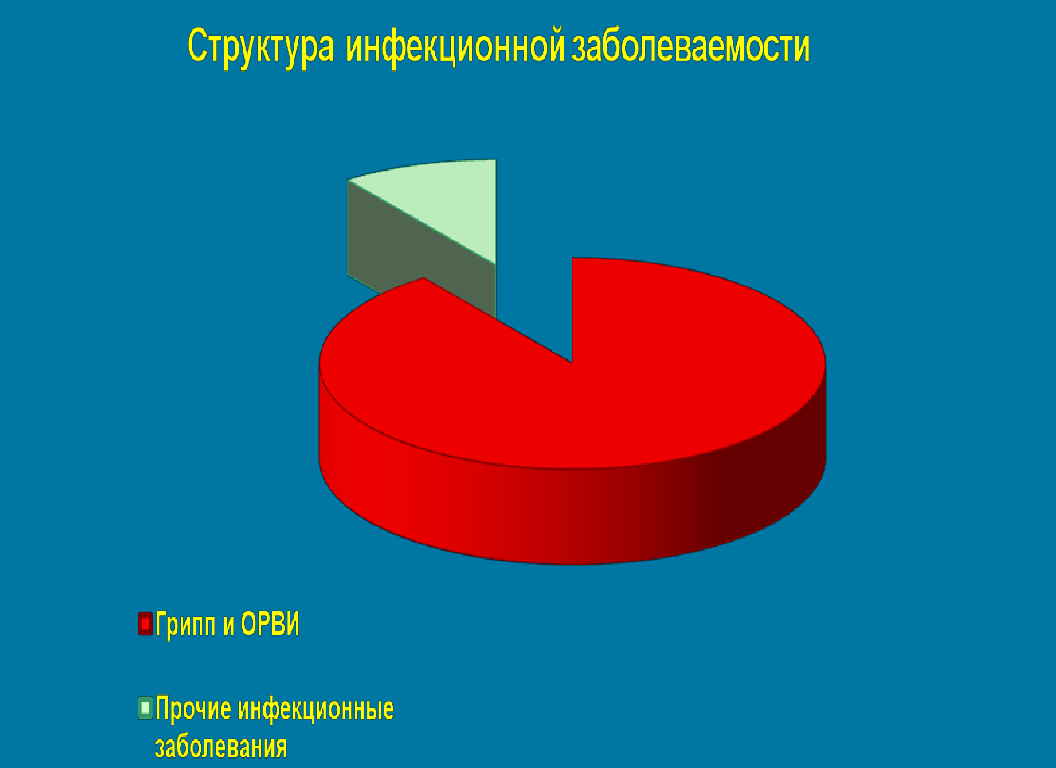 Структура инфекционной заболеваемости
Грипп и ОРВИ
Прочие инфекционные
заболевания